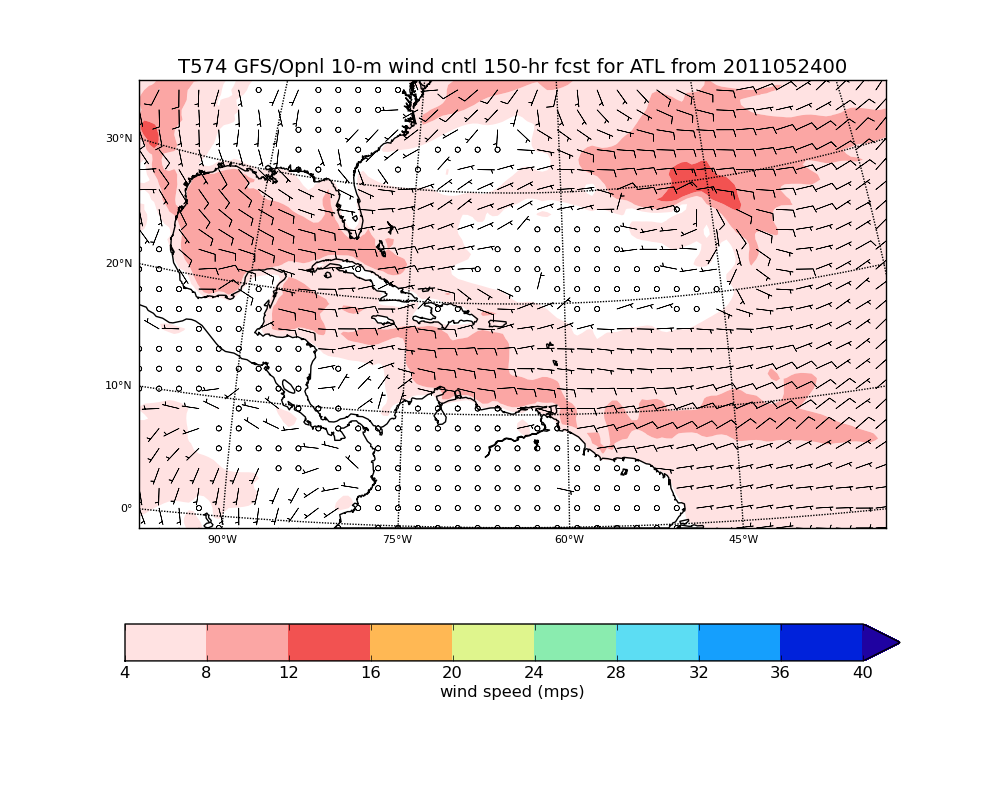 T574 GFS/Opnl 10-m wind cntl 150-hr fcst for ATL from 2011052400
30°N
20°N
10°N
0°
90°W 75°W 60°W 45°W
4 8 12 16 20 24 28 32 36 40
wind speed (mps)